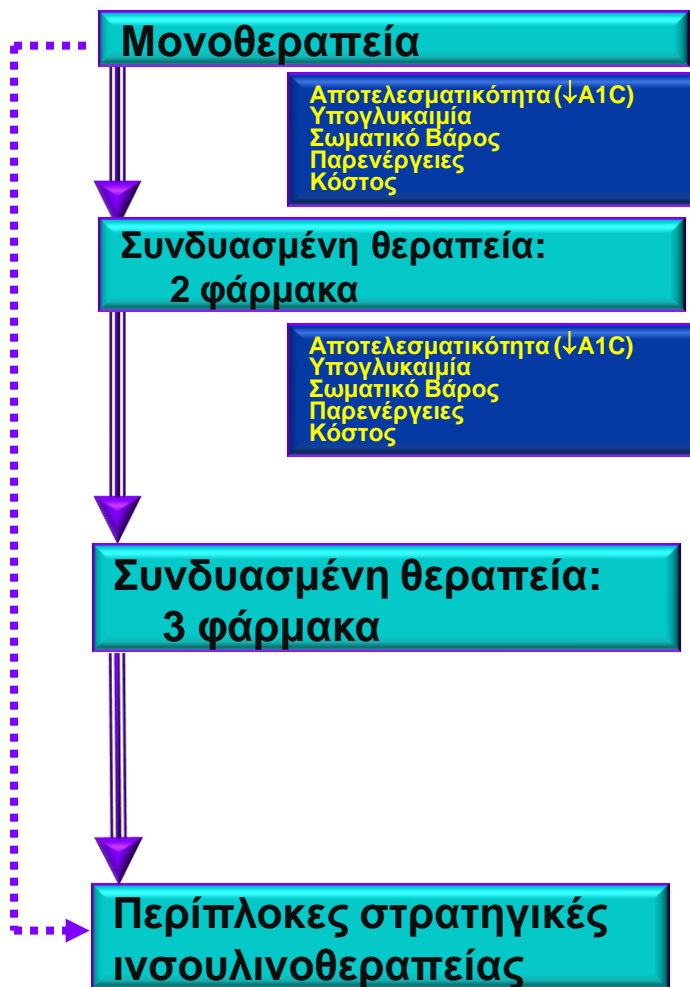 Μονοθεραπεία
Αποτελεσματικότητα (↓A1C)
Υπογλυκαιμία
Σωματικό Βάρος
Παρενέργειες
Κόστος
Συνδυασμένη θεραπεία:
2 φάρμακα
Αποτελεσματικότητα (↓A1C)
Υπογλυκαιμία
Σωματικό Βάρος
Παρενέργειες
Κόστος
Συνδυασμένη θεραπεία:
3 φάρμακα
Περίπλοκες στρατηγικές
ινσουλινοθεραπείας